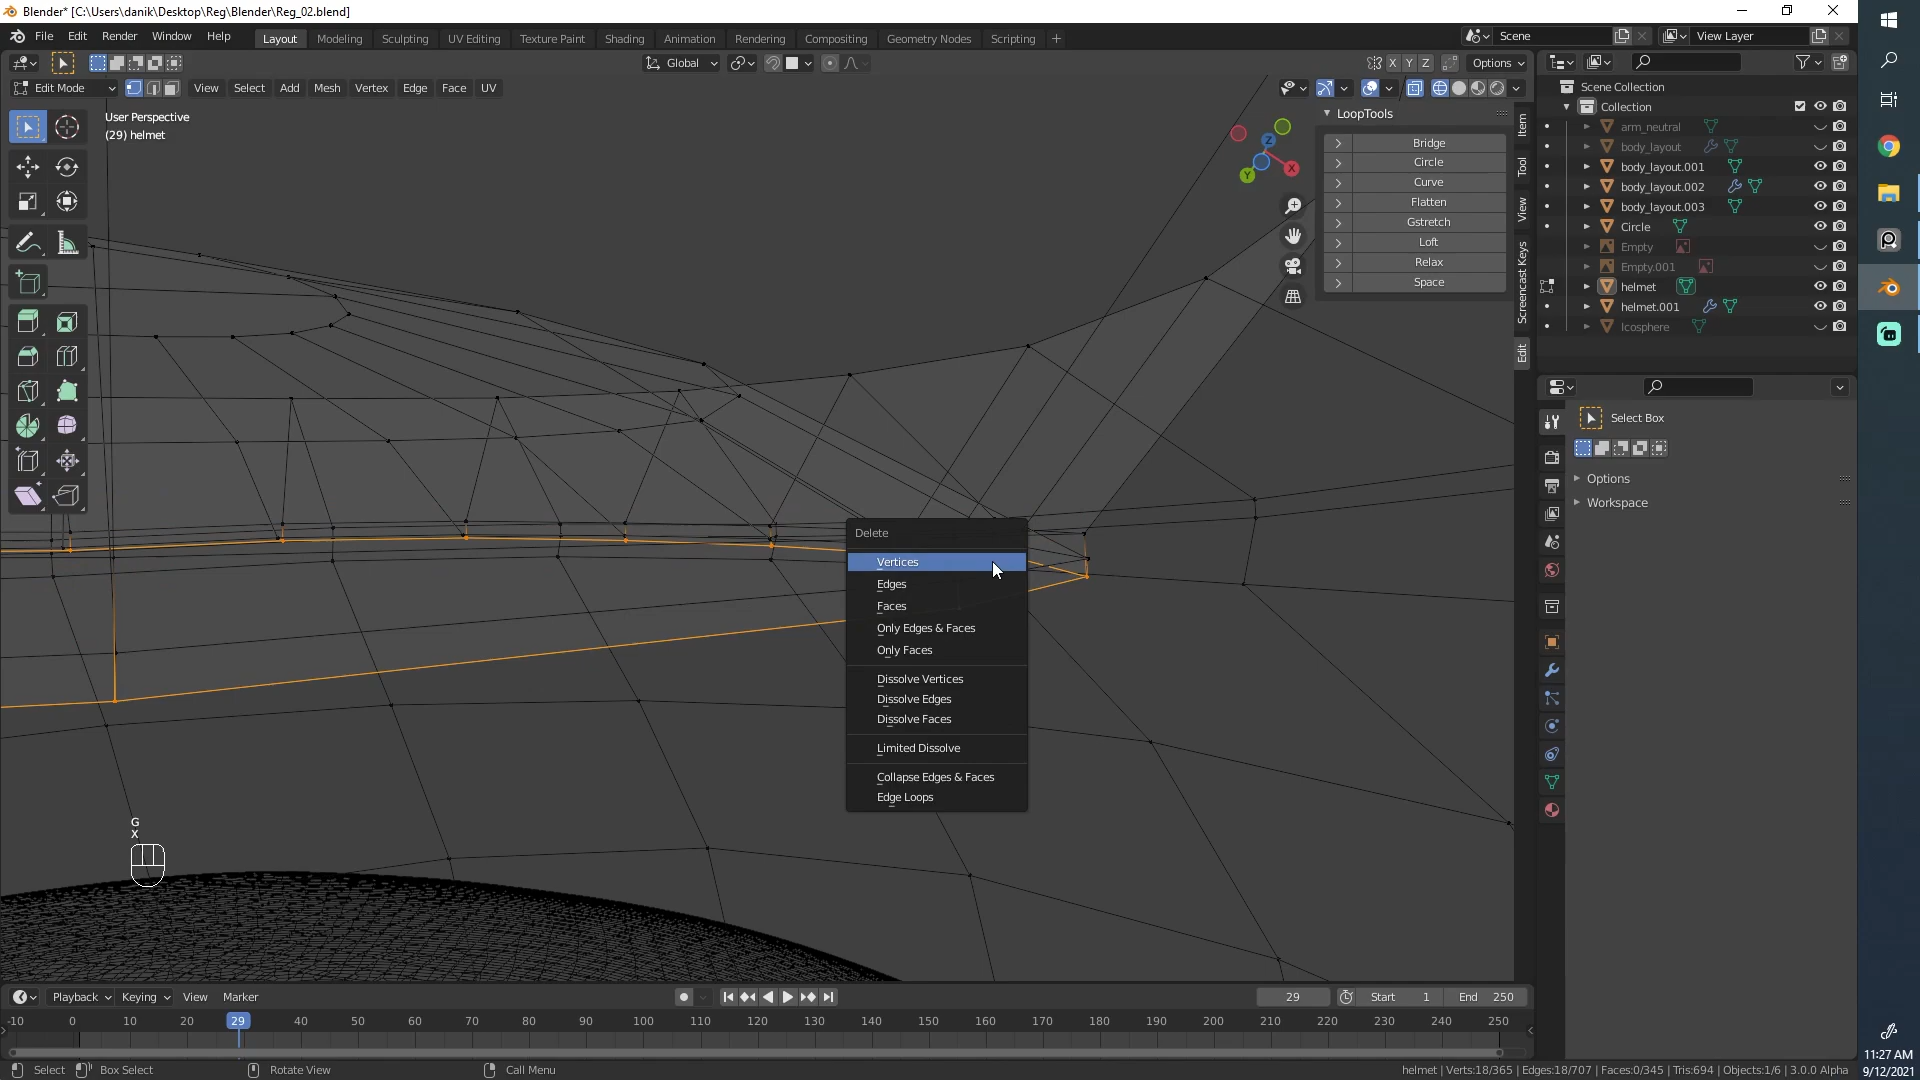 Blender* [C:\Users\danik\Desktop\Reg\Blender\Reg_02.blend]
File Edit Render Window Help
Layout Modeling Sculpting UV Editing Texture Paint Shading Animation Rendering Compositing Geometry Nodes Scripting +
Scene
View Layer
Global
X Y Z
Options
Edit Mode
View Select Add Mesh Vertex Edge Face UV
User Perspective
(29) helmet
LoopTools
Bridge
Circle
Curve
Flatten
Gstretch
Loft
Relax
Space
Item
Tool
View
Screencast Keys
Edit
Z
X
Y
Scene Collection
Collection
arm_neutral
body_layout
body_layout.001
body_layout.002
body_layout.003
Circle
Empty
Empty.001
helmet
helmet.001
Icosphere
Select Box
Options
Workspace
Delete
Vertices
Edges
Faces
Only Edges & Faces
Only Faces
Dissolve Vertices
Dissolve Edges
Dissolve Faces
Limited Dissolve
Collapse Edges & Faces
Edge Loops
G
X
Playback Keying View Marker
29
Start 1
End 250
-10 0 10 20 29 40 50 60 70 80 90 100 110 120 130 140 150 160 170 180 190 200 210 220 230 240 250
Select
Box Select
Rotate View
Call Menu
helmet | Verts:18/365 | Edges:18/707 | Faces:0/345 | Tris:694 | Objects:1/6 | 3.0.0 Alpha
11:27 AM
9/12/2021